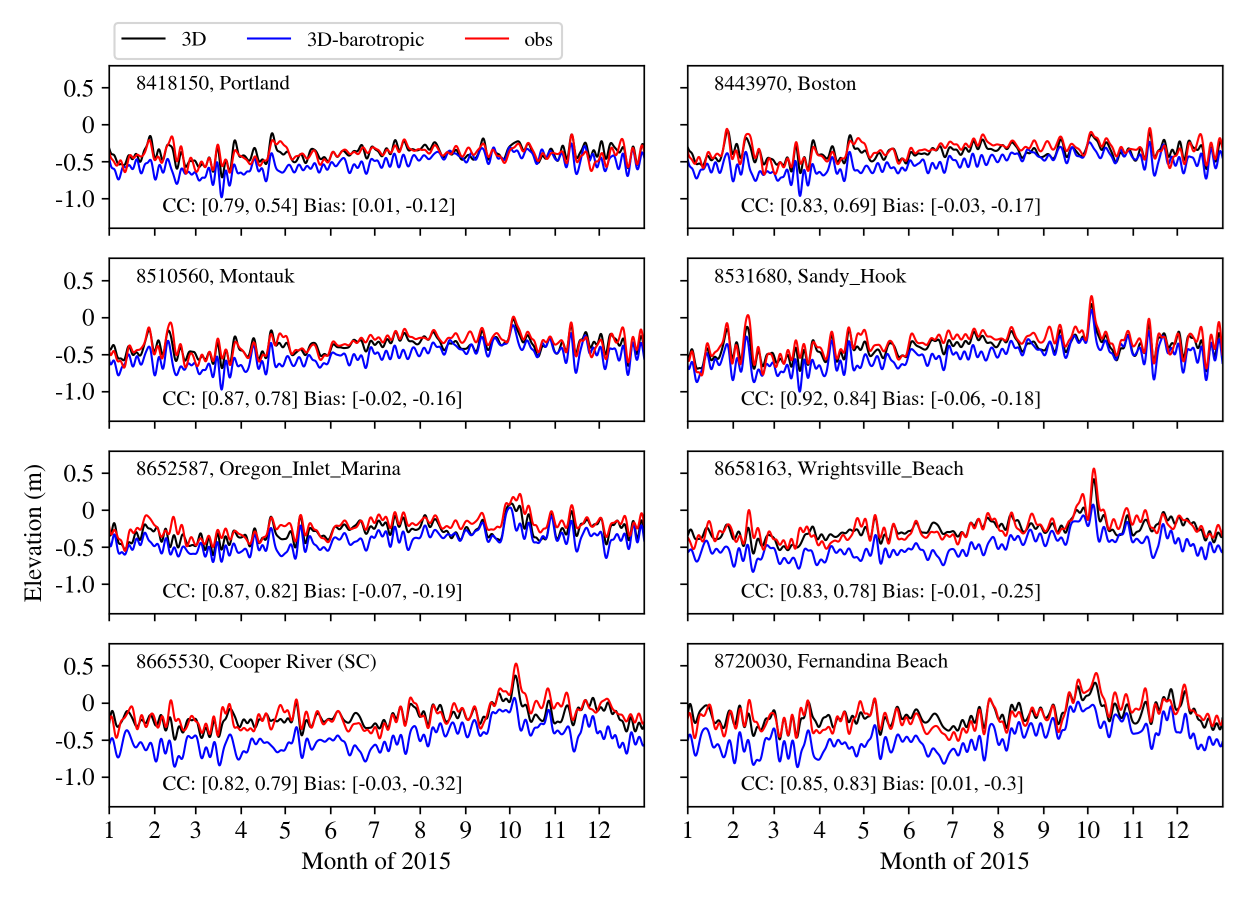 3D 3D-barotropic obs
8418150, Portland
0.5
0
-0.5
-1.0
CC: [0.79, 0.54] Bias: [0.01, -0.12]
8443970, Boston
CC: [0.83, 0.69] Bias: [-0.03, -0.17]
8510560, Montauk
0.5
0
-0.5
-1.0
CC: [0.87, 0.78] Bias: [-0.02, -0.16]
8531680, Sandy_Hook
CC: [0.92, 0.84] Bias: [-0.06, -0.18]
Elevation (m)
8652587, Oregon_Inlet_Marina
0.5
0
-0.5
-1.0
CC: [0.87, 0.82] Bias: [-0.07, -0.19]
8658163, Wrightsville_Beach
CC: [0.83, 0.78] Bias: [-0.01, -0.25]
8665530, Cooper River (SC)
0.5
0
-0.5
-1.0
CC: [0.82, 0.79] Bias: [-0.03, -0.32]
1 2 3 4 5 6 7 8 9 10 11 12
Month of 2015
8720030, Fernandina Beach
CC: [0.85, 0.83] Bias: [0.01, -0.3]
1 2 3 4 5 6 7 8 9 10 11 12
Month of 2015